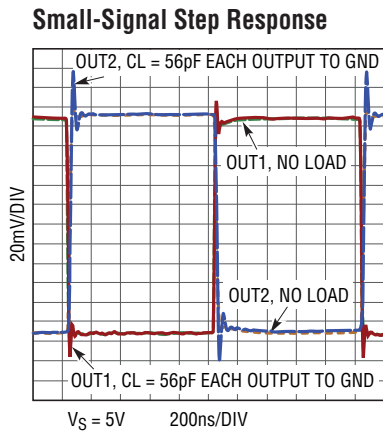 Small-Signal Step Response
OUT2, CL = 56pF EACH OUTPUT TO GND
OUT1, NO LOAD
20mV/DIV
OUT2, NO LOAD
OUT1, CL = 56pF EACH OUTPUT TO GND
VS = 5V 200ns/DIV